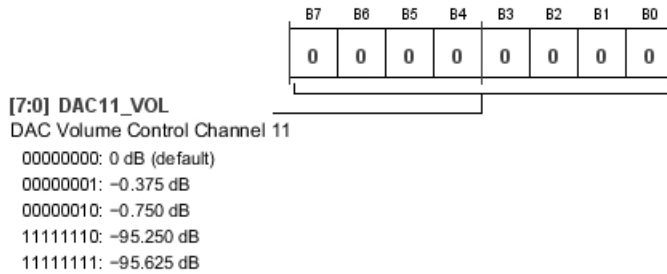 B7 B6 B5 B4 B3 B2 B1 B0
0 0 0 0 0 0 0 0
[7:0] DAC11_VOL
DAC Volume Control Channel 11
00000000: 0 dB (default)
00000001: −0.375 dB
00000010: −0.750 dB
11111110: −95.250 dB
11111111: −95.625 dB